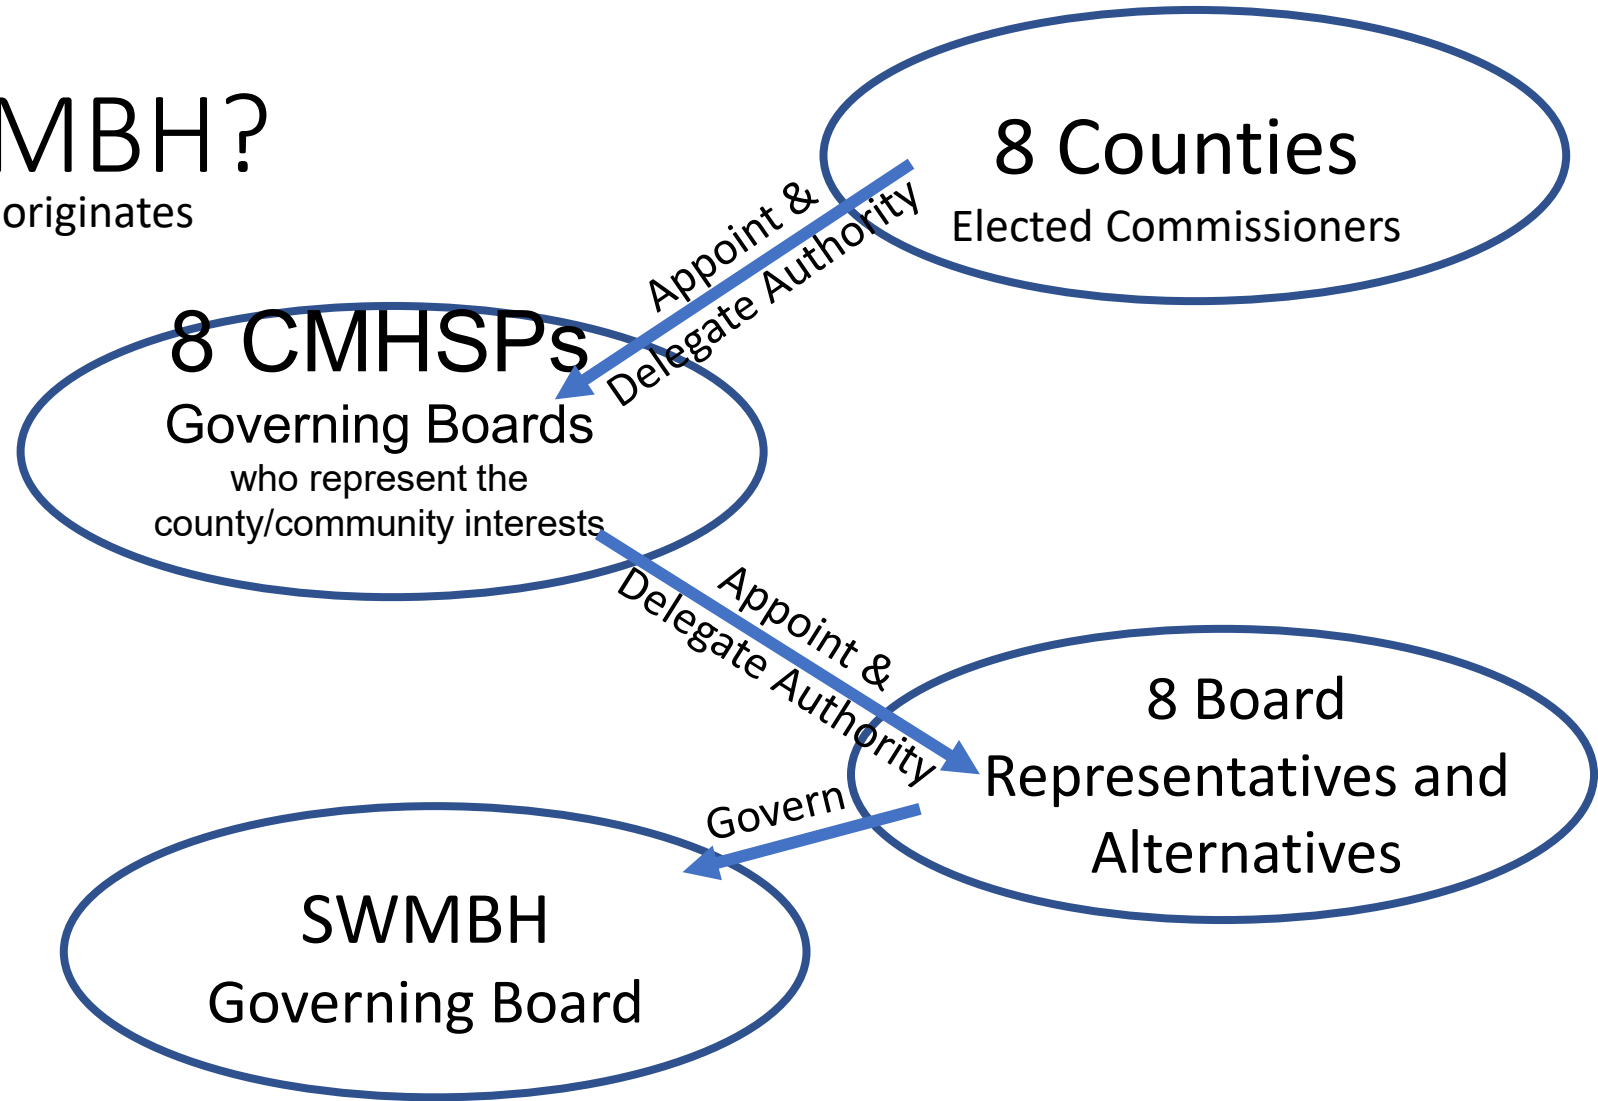 MBH?
originates
8 Counties
Elected Commissioners
Appoint &
Delegate Authority
8 CMHSPs
Governing Boards
who represent the
county/community interests
Appoint &
Delegate Authority
8 Board
Representatives and
Alternatives
Govern
SWMBH
Governing Board